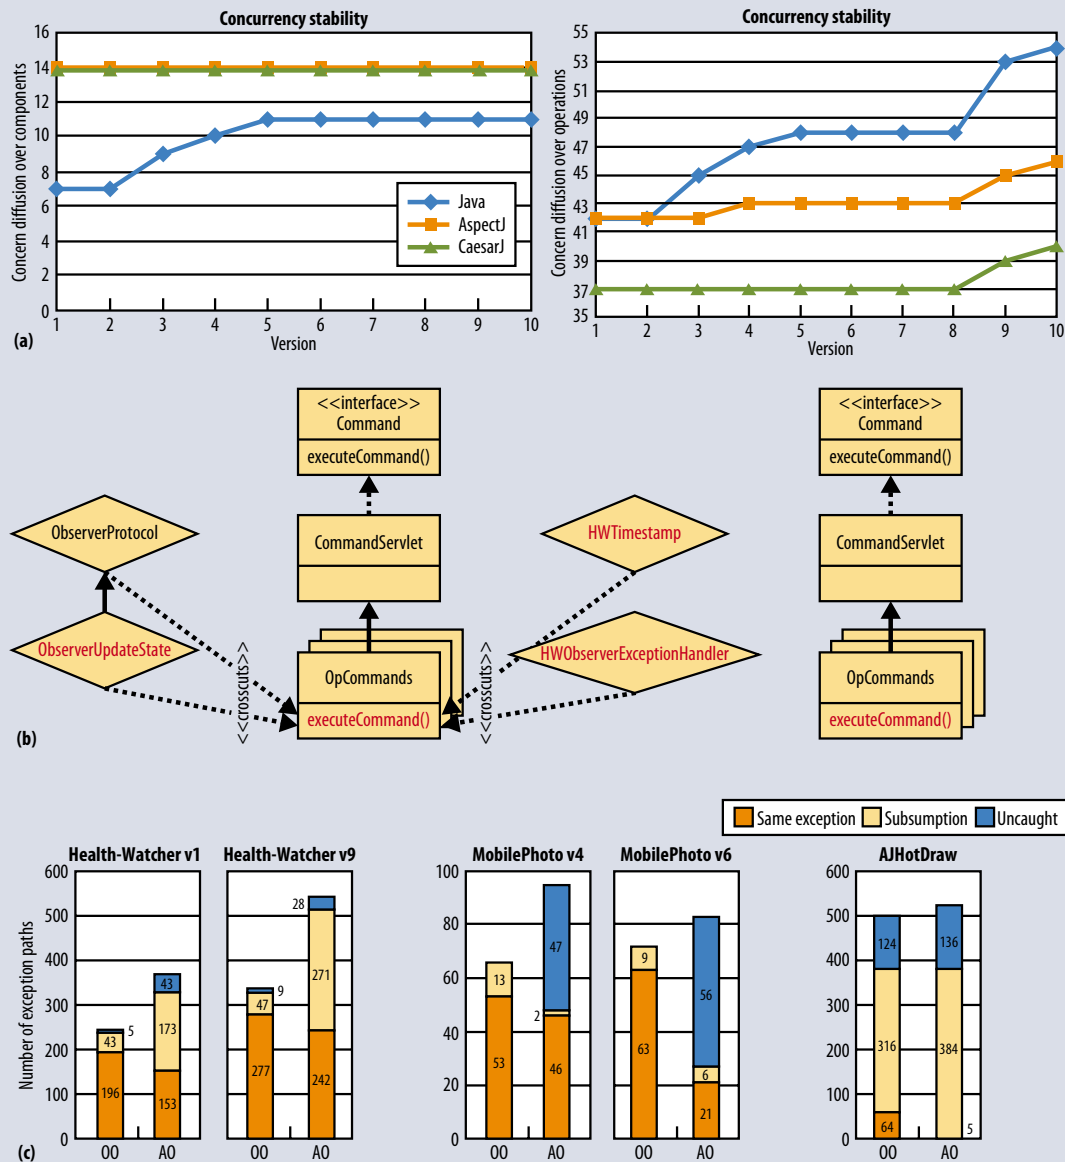 Concurrency stability
Concern diffusion over components
16
14
12
10
8
6
4
2
0
1 2 3 4 5 6 7 8 9 10
Version
Java
AspectJ
CaesarJ
Concurrency stability
Concern diffusion over operations
55
53
51
49
47
45
43
41
39
37
35
1 2 3 4 5 6 7 8 9 10
Version
(a)
<<interface>>
Command
executeCommand()
CommandServlet
OpCommands
executeCommand()
ObserverProtocol
ObserverUpdateState
<<crosscuts>>
HWTimestamp
HWObserverExceptionHandler
<<crosscuts>>
<<interface>>
Command
executeCommand()
CommandServlet
OpCommands
executeCommand()
(b)
Same exception
Subsumption
Uncaught
Number of exception paths
Health-Watcher v1
600
500
400
300
200
100
0
5
43
196
43
173
153
OO AO
Health-Watcher v9
9
47
277
28
271
242
OO AO
MobilePhoto v4
100
80
60
40
20
0
13
53
47
2
46
OO AO
MobilePhoto v6
9
63
56
6
21
OO AO
AJHotDraw
600
500
400
300
200
100
0
124
316
64
136
384
5
OO AO
(c)